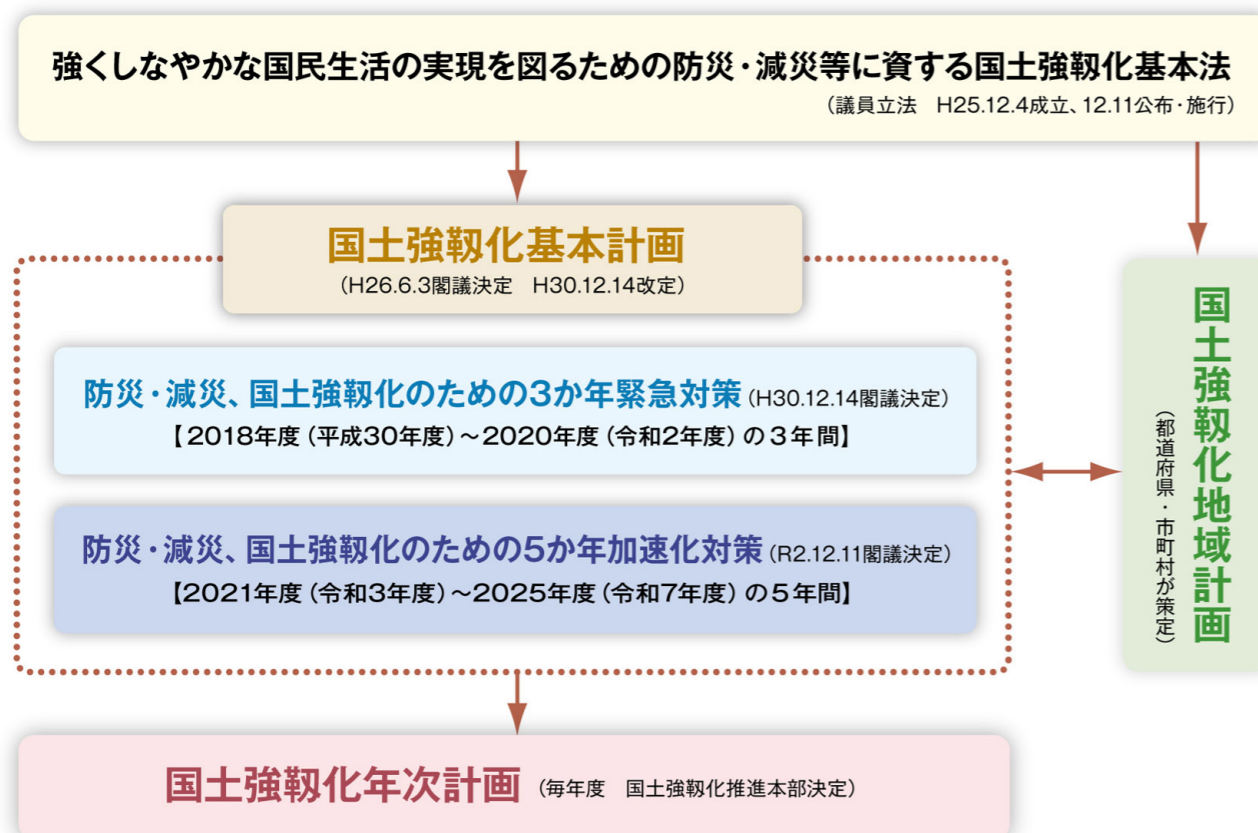 強くしなやかな国民生活の実現を図るための防災・減災等に資する国土強靱化基本法
（議員立法　H25.12.4成立、12.11公布・施行）
国土強靱化基本計画
（H26.6.3閣議決定　H30.12.14改定）
防災・減災、国土強靱化のための3か年緊急対策（H30.12.14閣議決定）
【2018年度（平成30年度）～2020年度（令和2年度）の３年間】
防災・減災、国土強靱化のための5か年加速化対策（R2.12.11閣議決定）
【2021年度（令和3年度）～2025年度（令和7年度）の５年間】
国土強靱化地域計画
（都道府県・市町村が策定）
国土強靱化年次計画（毎年度　国土強靱化推進本部決定）